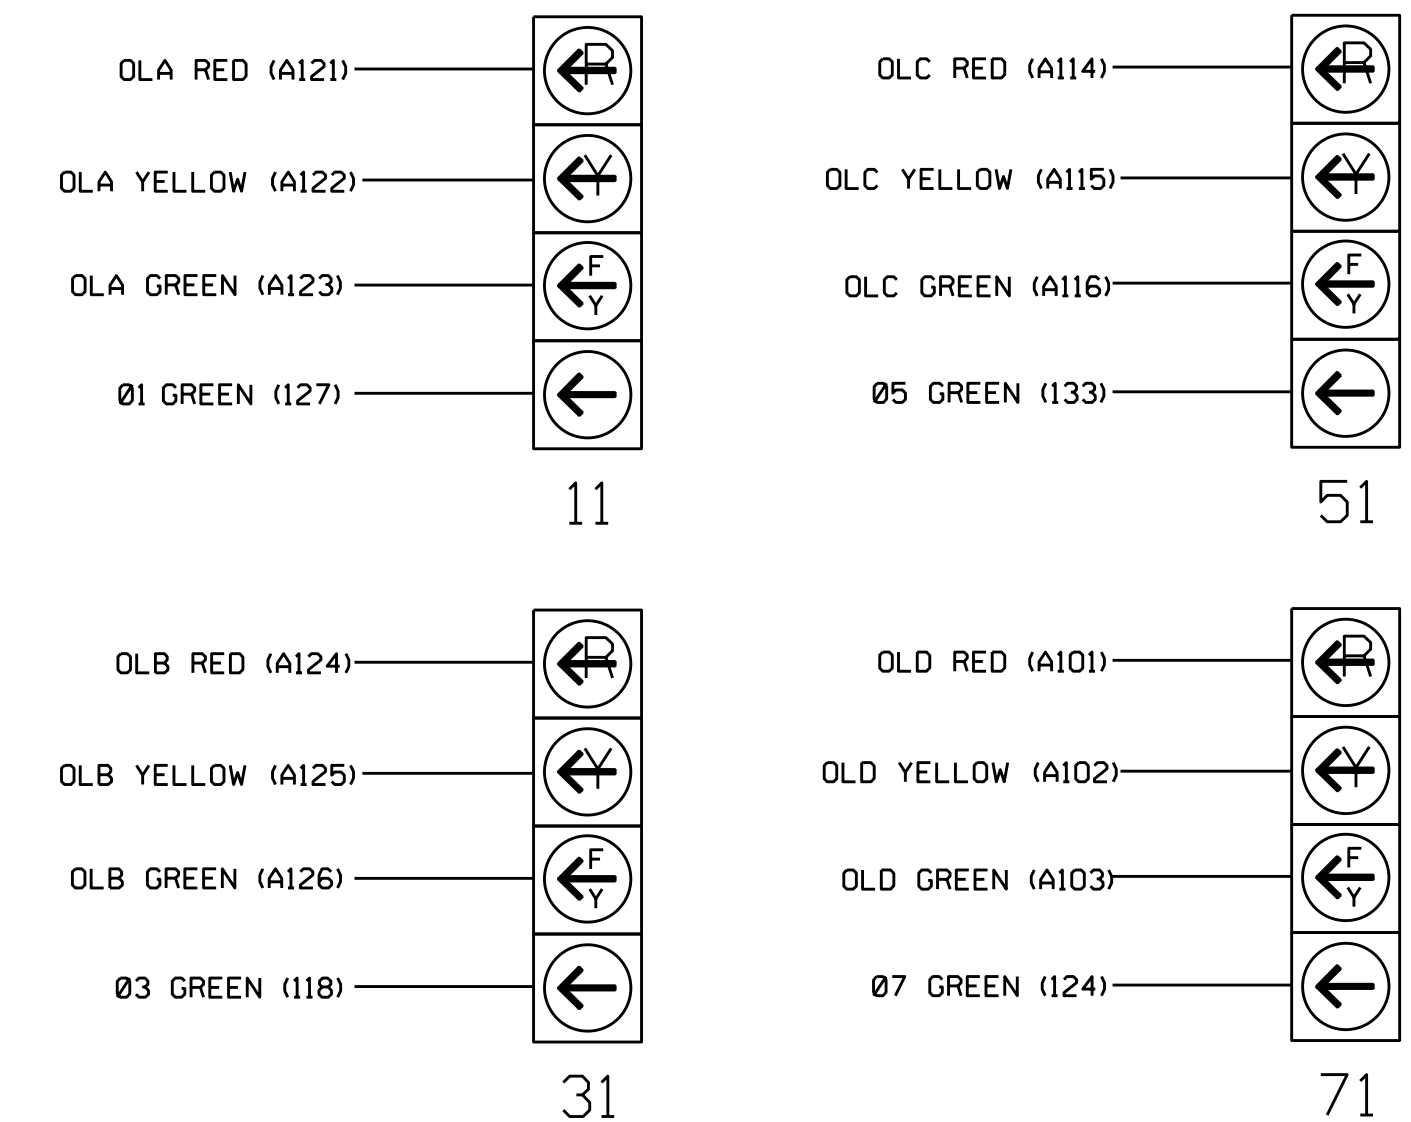 OLA RED (A121)
R
OLA YELLOW (A122)
Y
OLA GREEN (A123)
F
Y
Ø1 GREEN (127)
11
OLC RED (A114)
R
OLC YELLOW (A115)
Y
OLC GREEN (A116)
F
Y
Ø5 GREEN (133)
51
OLB RED (A124)
R
OLB YELLOW (A125)
Y
OLB GREEN (A126)
F
Y
Ø3 GREEN (118)
31
OLD RED (A101)
R
OLD YELLOW (A102)
Y
OLD GREEN (A103)
F
Y
Ø7 GREEN (124)
71